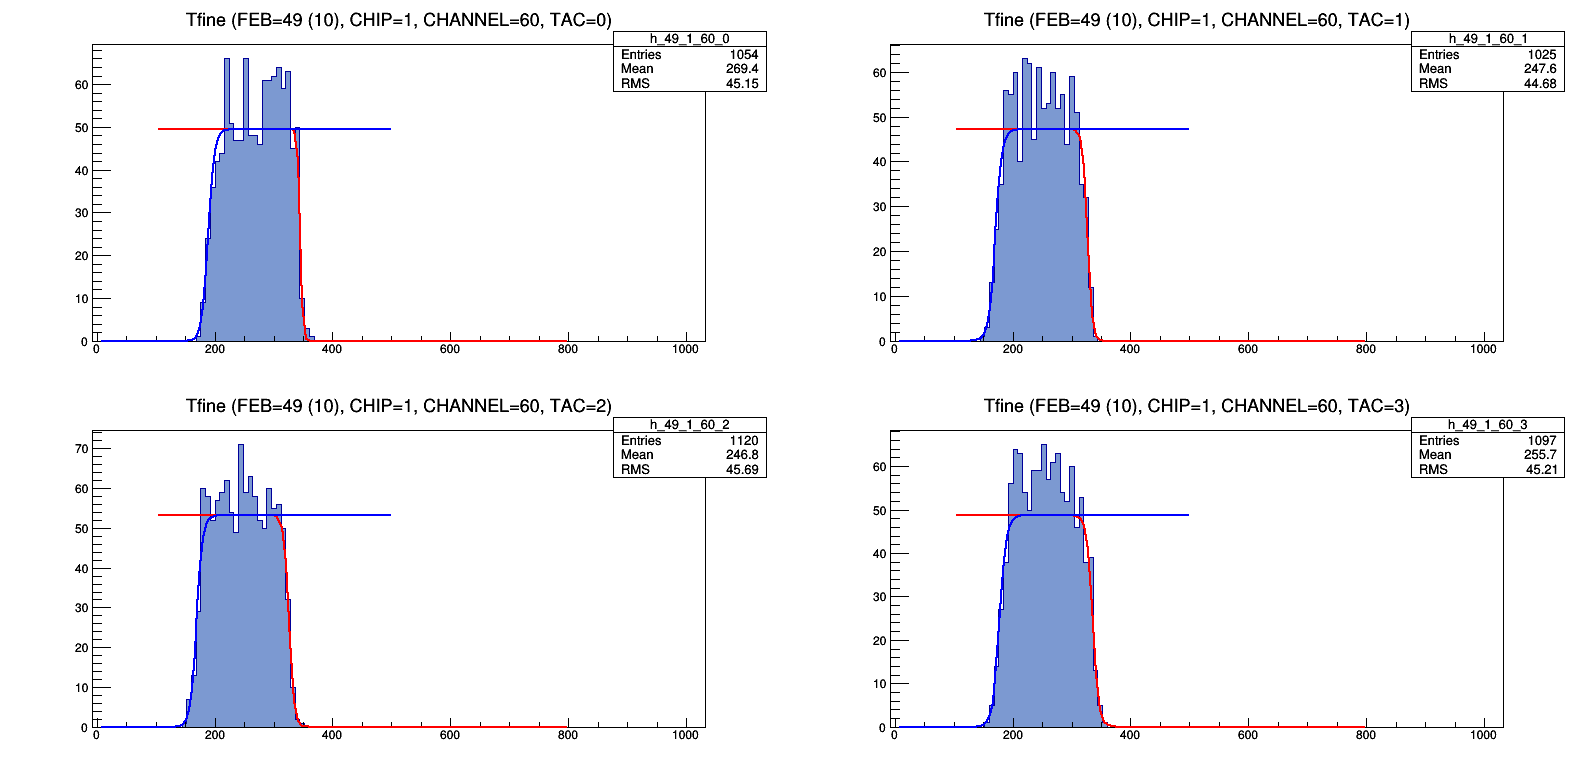 Tfine (FEB=49 (10), CHIP=1, CHANNEL=60, TAC=0)
h_49_1_60_0
Entries 1054
Mean 269.4
RMS 45.15
60
50
40
30
20
10
0
0 200 400 600 800 1000
Tfine (FEB=49 (10), CHIP=1, CHANNEL=60, TAC=1)
h_49_1_60_1
Entries 1025
Mean 247.6
RMS 44.68
60
50
40
30
20
10
0
0 200 400 600 800 1000
Tfine (FEB=49 (10), CHIP=1, CHANNEL=60, TAC=2)
h_49_1_60_2
Entries 1120
Mean 246.8
RMS 45.69
70
60
50
40
30
20
10
0
0 200 400 600 800 1000
Tfine (FEB=49 (10), CHIP=1, CHANNEL=60, TAC=3)
h_49_1_60_3
Entries 1097
Mean 255.7
RMS 45.21
60
50
40
30
20
10
0
0 200 400 600 800 1000